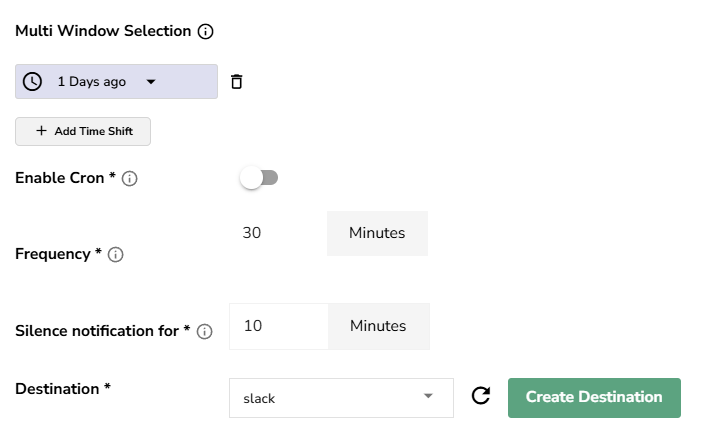 Multi Window Selection
1 Days ago
+ Add Time Shift
Enable Cron *
30 Minutes
Frequency *
Silence notification for * 10 Minutes
Destination * slack Create Destination